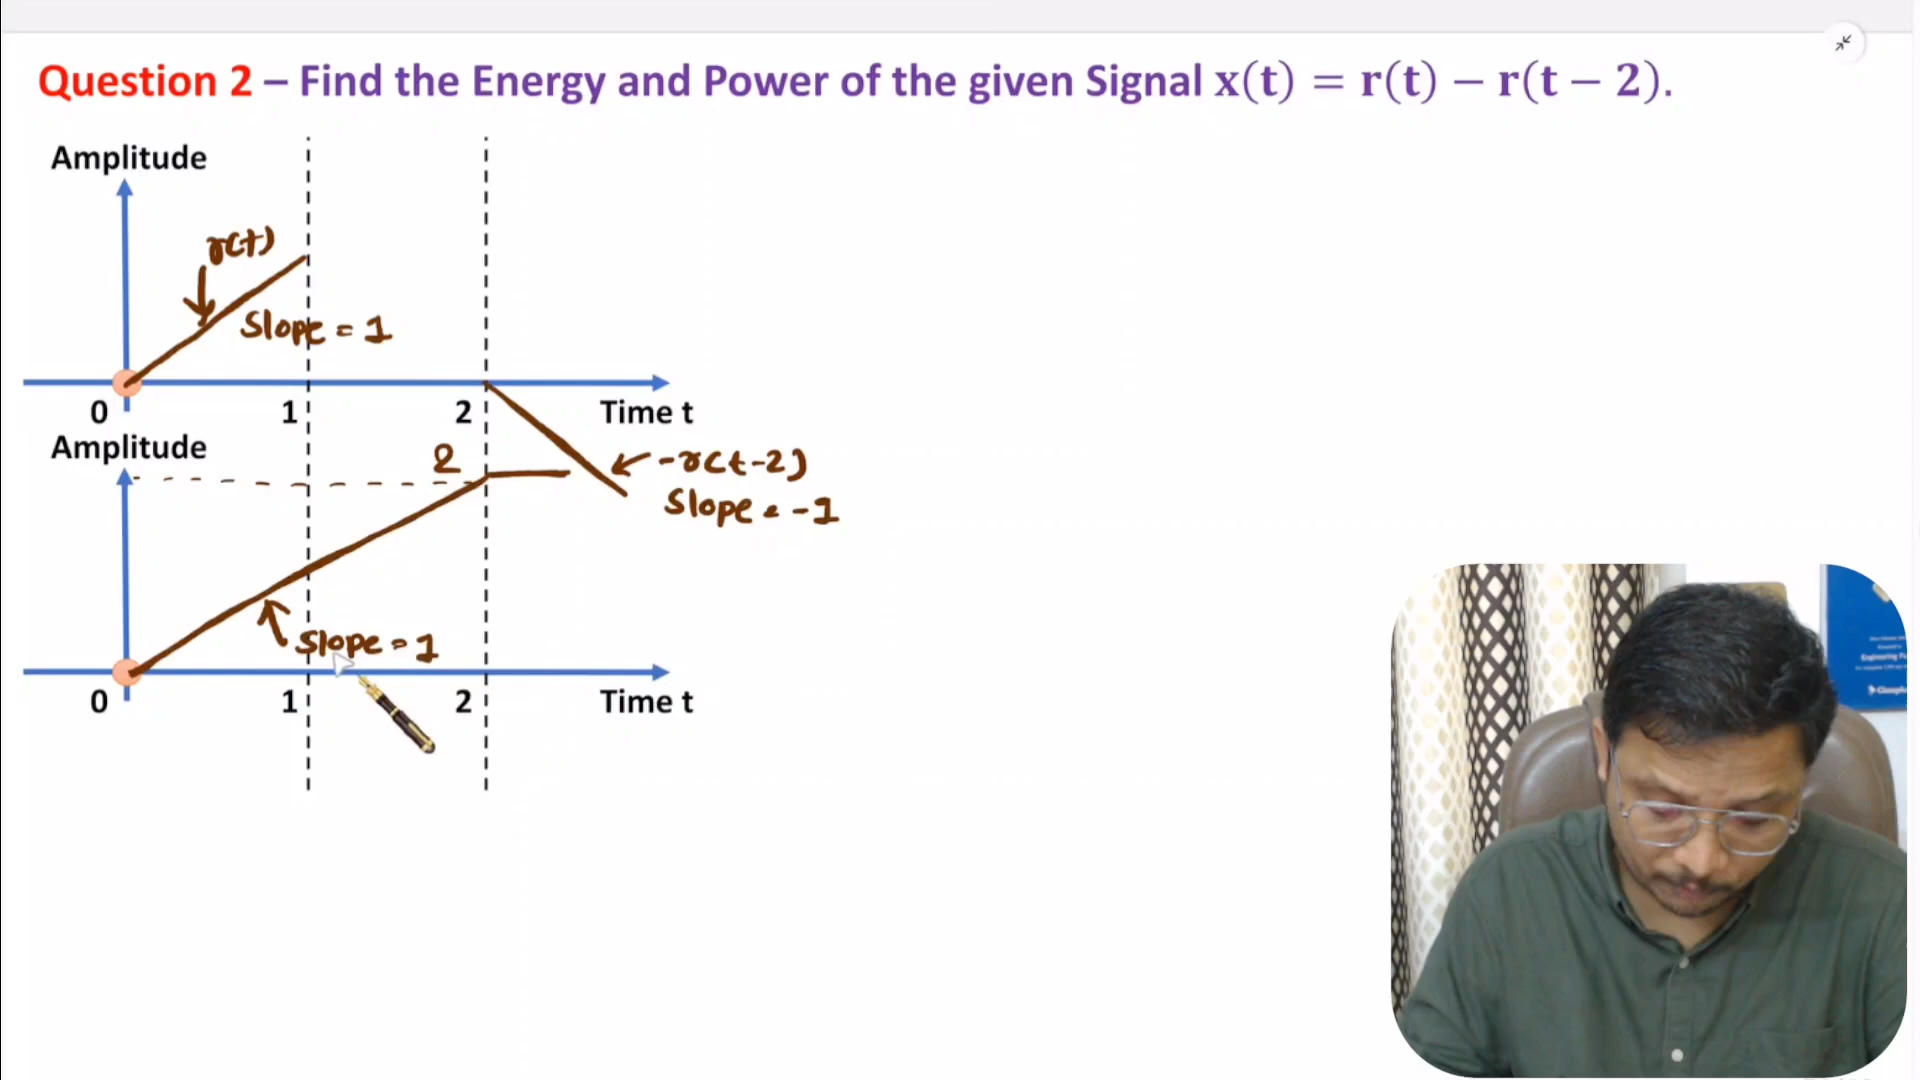 Question 2 – Find the Energy and Power of the given Signal x(t) = r(t) − r(t − 2).
Amplitude
r(t)
Slope = 1
0 1 2 Time t
Amplitude
2
-r(t-2)
Slope = -1
Slope = 1
0 1 2 Time t